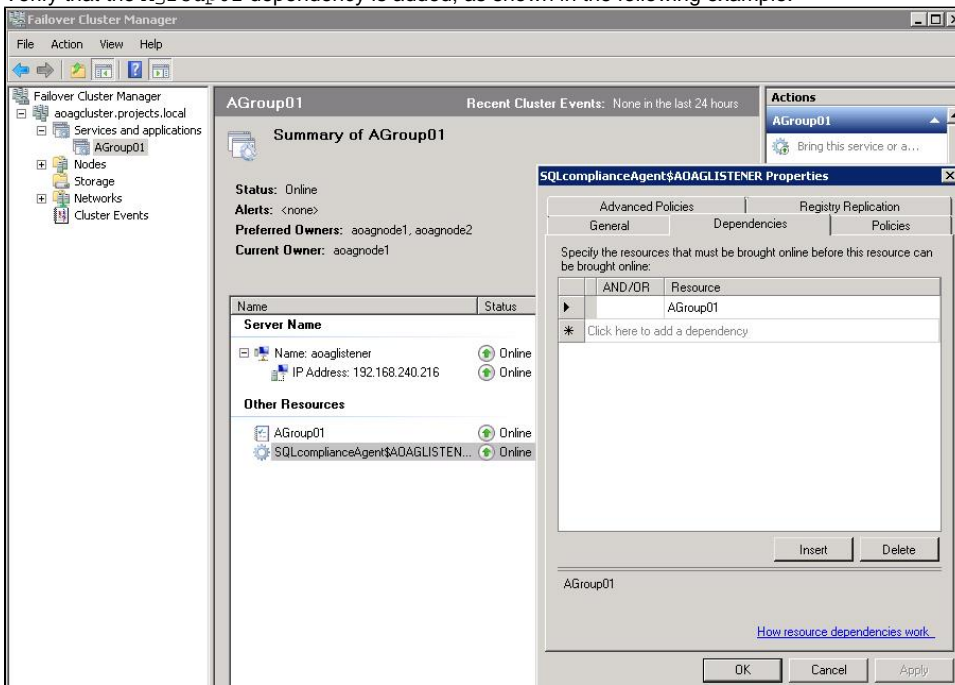 Failover Cluster Manager
File Action View Help
Failover Cluster Manager
aoagcluster.projects.local
Services and applications
AGroup01
Nodes
Storage
Networks
Cluster Events
AGroup01 Recent Cluster Events: None in the last 24 hours
Summary of AGroup01
Status: Online
Alerts: <none>
Preferred Owners: aoagnode1, aoagnode2
Current Owner: aoagnode1
Name Status
Server Name
Name: aoaglistener Online
IP Address: 192.168.240.216 Online
Other Resources
AGroup01 Online
SQLcomplianceAgent$AOAGLISTEN... Online
Actions
AGroup01
Bring this service or a...
SQLcomplianceAgent$AOAGLISTENER Properties
Advanced Policies Registry Replication
General Dependencies Policies
Specify the resources that must be brought online before this resource can
be brought online:
AND/OR Resource
AGroup01
Click here to add a dependency
Insert Delete
AGroup01
How resource dependencies work
OK Cancel Apply